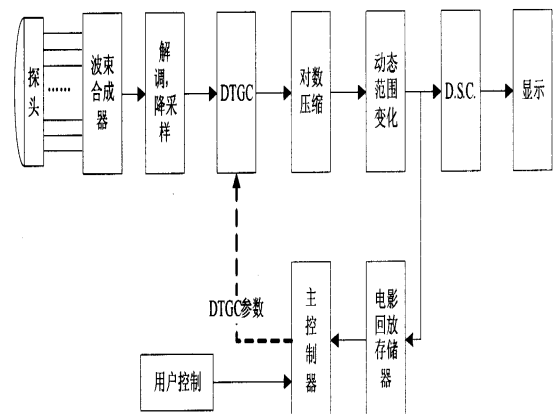 探头
……
波束
合成
器
解
调,
降采
样
DTGC
对数
压缩
动态
范围
变化
D.S.C.
显示
DTGC参数
主
控
制
器
电影
回放
存储
器
用户控制